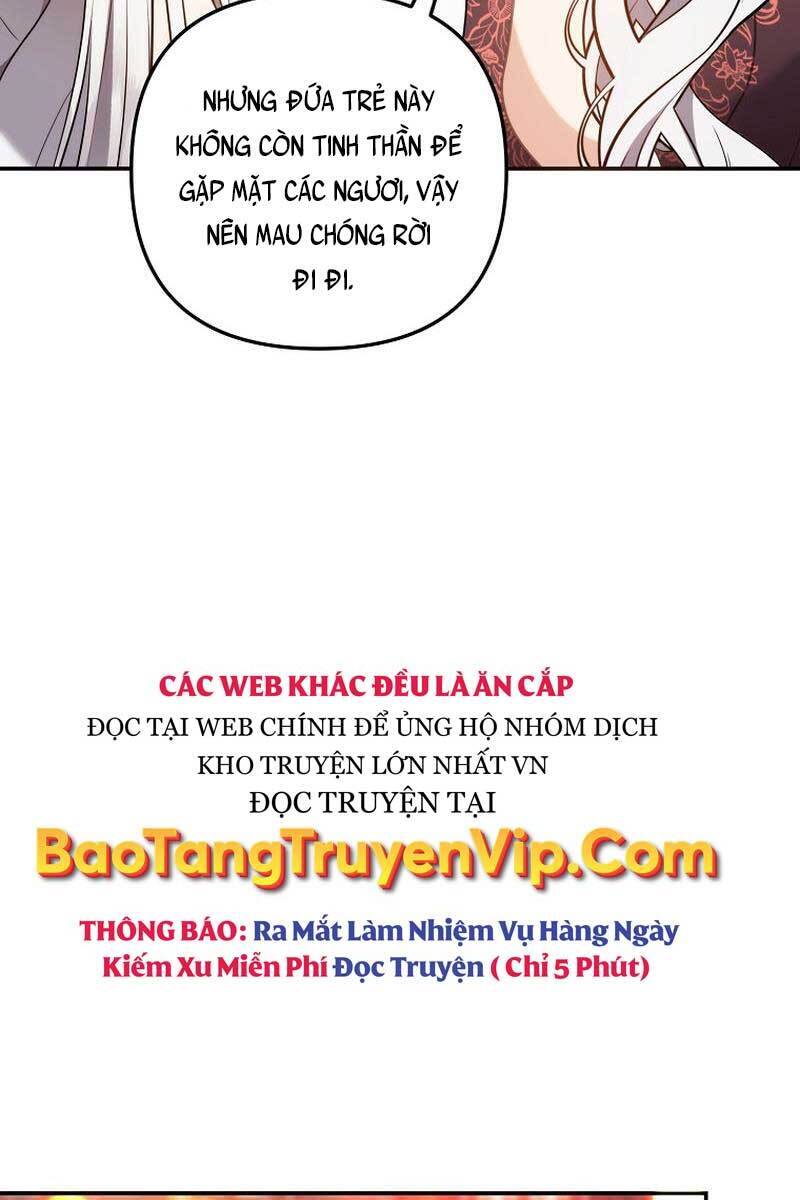 NHƯNG ĐỨA TRẺ NÀY
KHÔNG CÒN TINH THẦN ĐỂ
GẶP MẶT CÁC NGƯƠI, VẬY
NÊN MAU CHÓNG RỜI
ĐI ĐI.
CÁC WEB KHÁC ĐỀU LÀ ĂN CẮP
ĐỌC TẠI WEB CHÍNH ĐỂ ỦNG HỘ NHÓM DỊCH
KHO TRUYỆN LỚN NHẤT VN
ĐỌC TRUYỆN TẠI
BaoTangTruyenVip.Com
THÔNG BÁO: Ra Mắt Làm Nhiệm Vụ Hàng Ngày
Kiếm Xu Miễn Phí Đọc Truyện ( Chỉ 5 Phút)